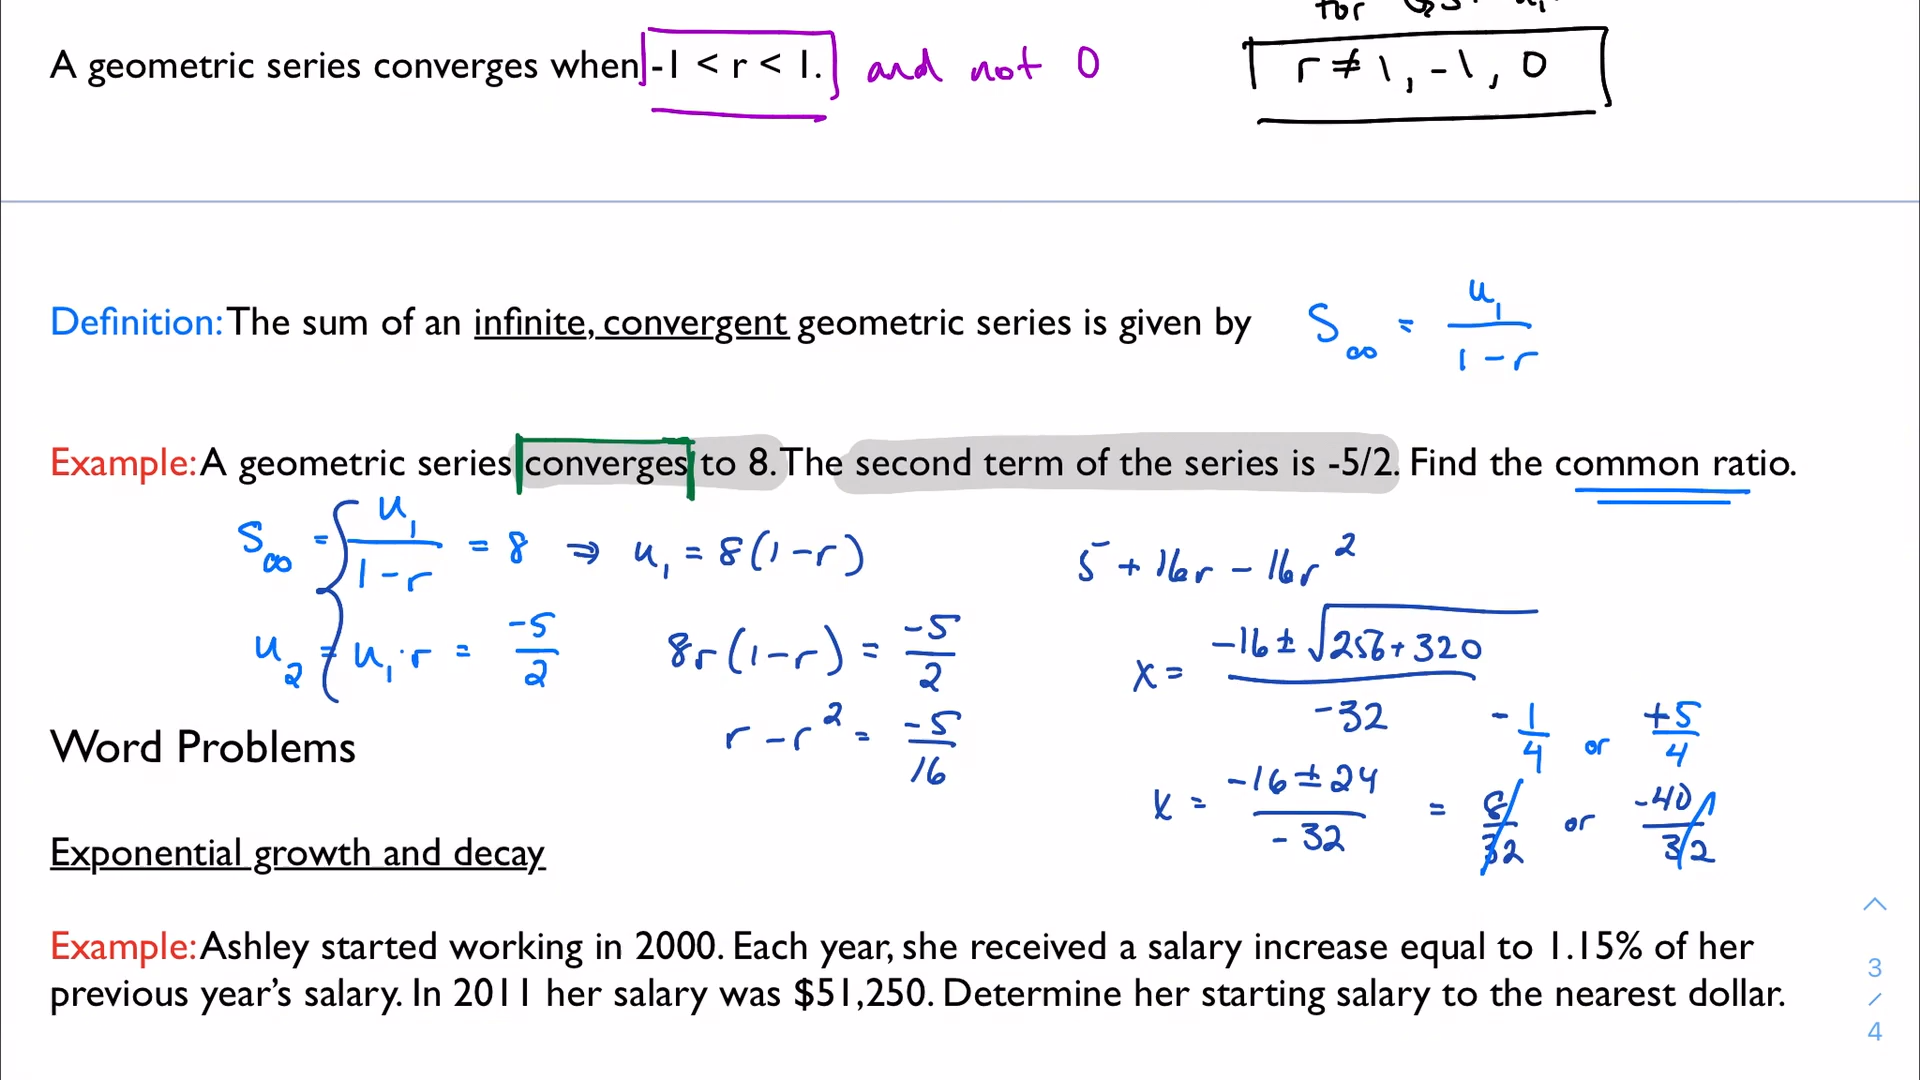 for
A geometric series converges when -1 < r < 1. and not 0
r ≠ 1, -1, 0
Definition: The sum of an infinite, convergent geometric series is given by S∞ = u₁/(1-r)
Example: A geometric series converges to 8. The second term of the series is -5/2. Find the common ratio.
S∞ = u₁/(1-r) = 8 ⇒ u₁ = 8(1-r)
u₂ = u₁·r = -5/2
8r(1-r) = -5/2
r - r² = -5/16
5 + 16r - 16r²
x = (-16 ± √(256+320))/-32
-1/4 or +5/4
x = (-16 ± 24)/-32 = 8/32 or -40/32
Word Problems
Exponential growth and decay
Example: Ashley started working in 2000. Each year, she received a salary increase equal to 1.15% of her
previous year's salary. In 2011 her salary was $51,250. Determine her starting salary to the nearest dollar.
3
/
4